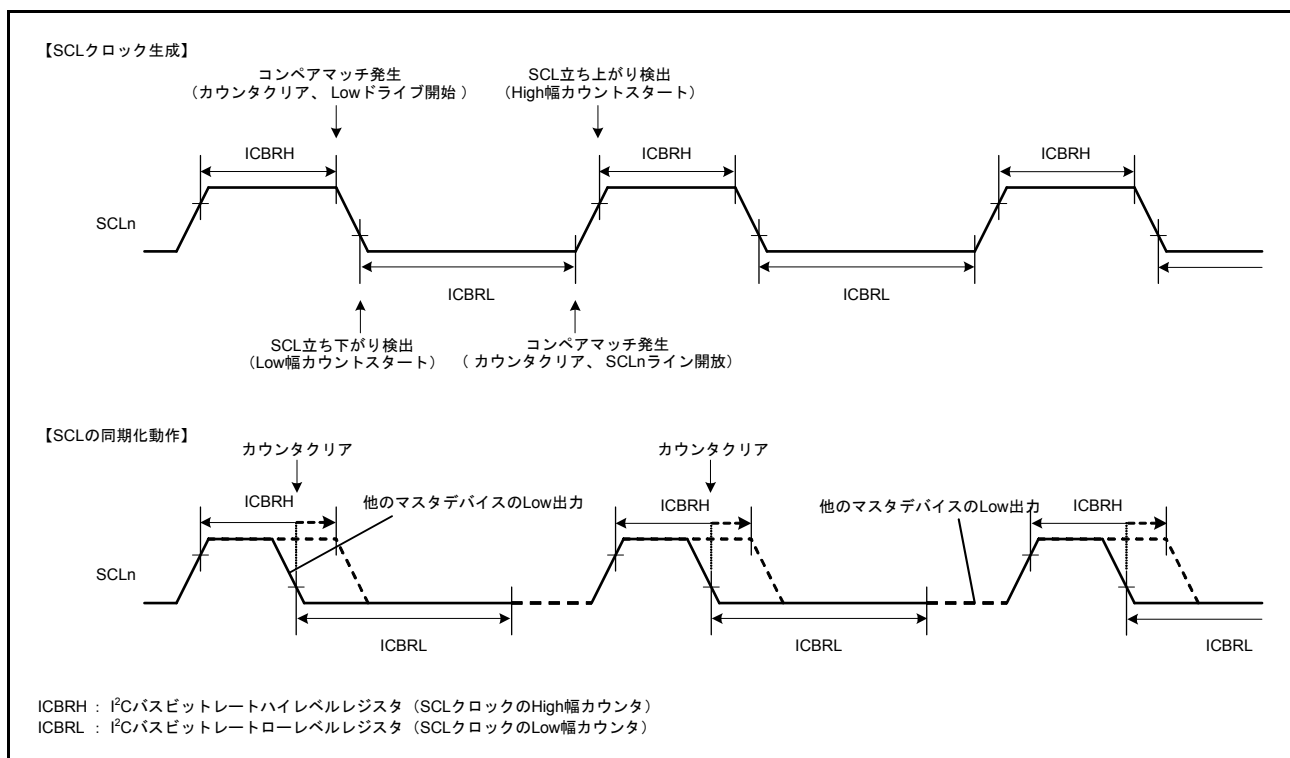 【SCLクロック生成】
コンペアマッチ発生
（カウンタクリア、 Lowドライブ開始 ）
SCL立ち上がり検出
（High幅カウントスタート）
ICBRH
ICBRH
ICBRH
SCLn
ICBRL
ICBRL
SCL立ち下がり検出
（Low幅カウントスタート）
コンペアマッチ発生
（ カウンタクリア、 SCLnライン開放）
【SCLの同期化動作】
カウンタクリア
カウンタクリア
ICBRH
他のマスタデバイスのLow出力
ICBRH
他のマスタデバイスのLow出力
ICBRH
SCLn
ICBRL
ICBRL
ICBRL
ICBRH ： I²Cバスビットレートハイレベルレジスタ（SCLクロックのHigh幅カウンタ）
ICBRL ： I²Cバスビットレートローレベルレジスタ（SCLクロックのLow幅カウンタ）